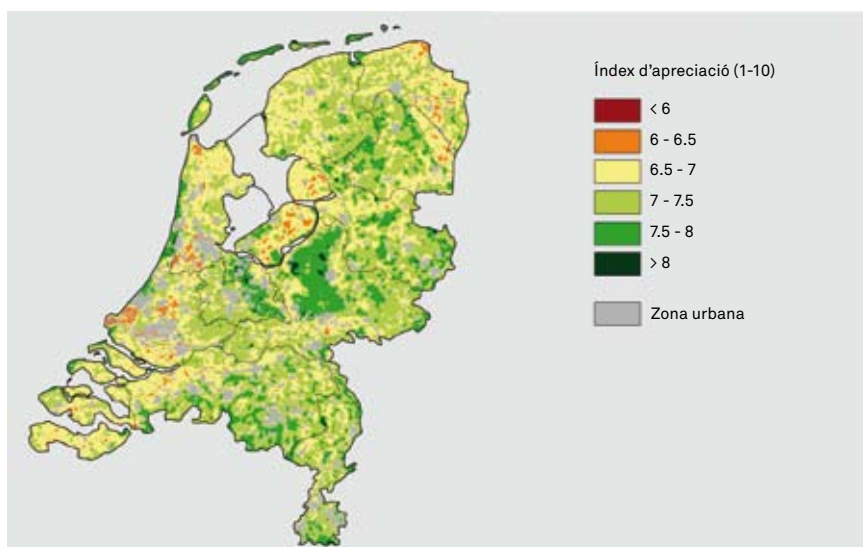 Índex d'apreciació (1-10)
< 6
6 - 6.5
6.5 - 7
7 - 7.5
7.5 - 8
> 8
Zona urbana